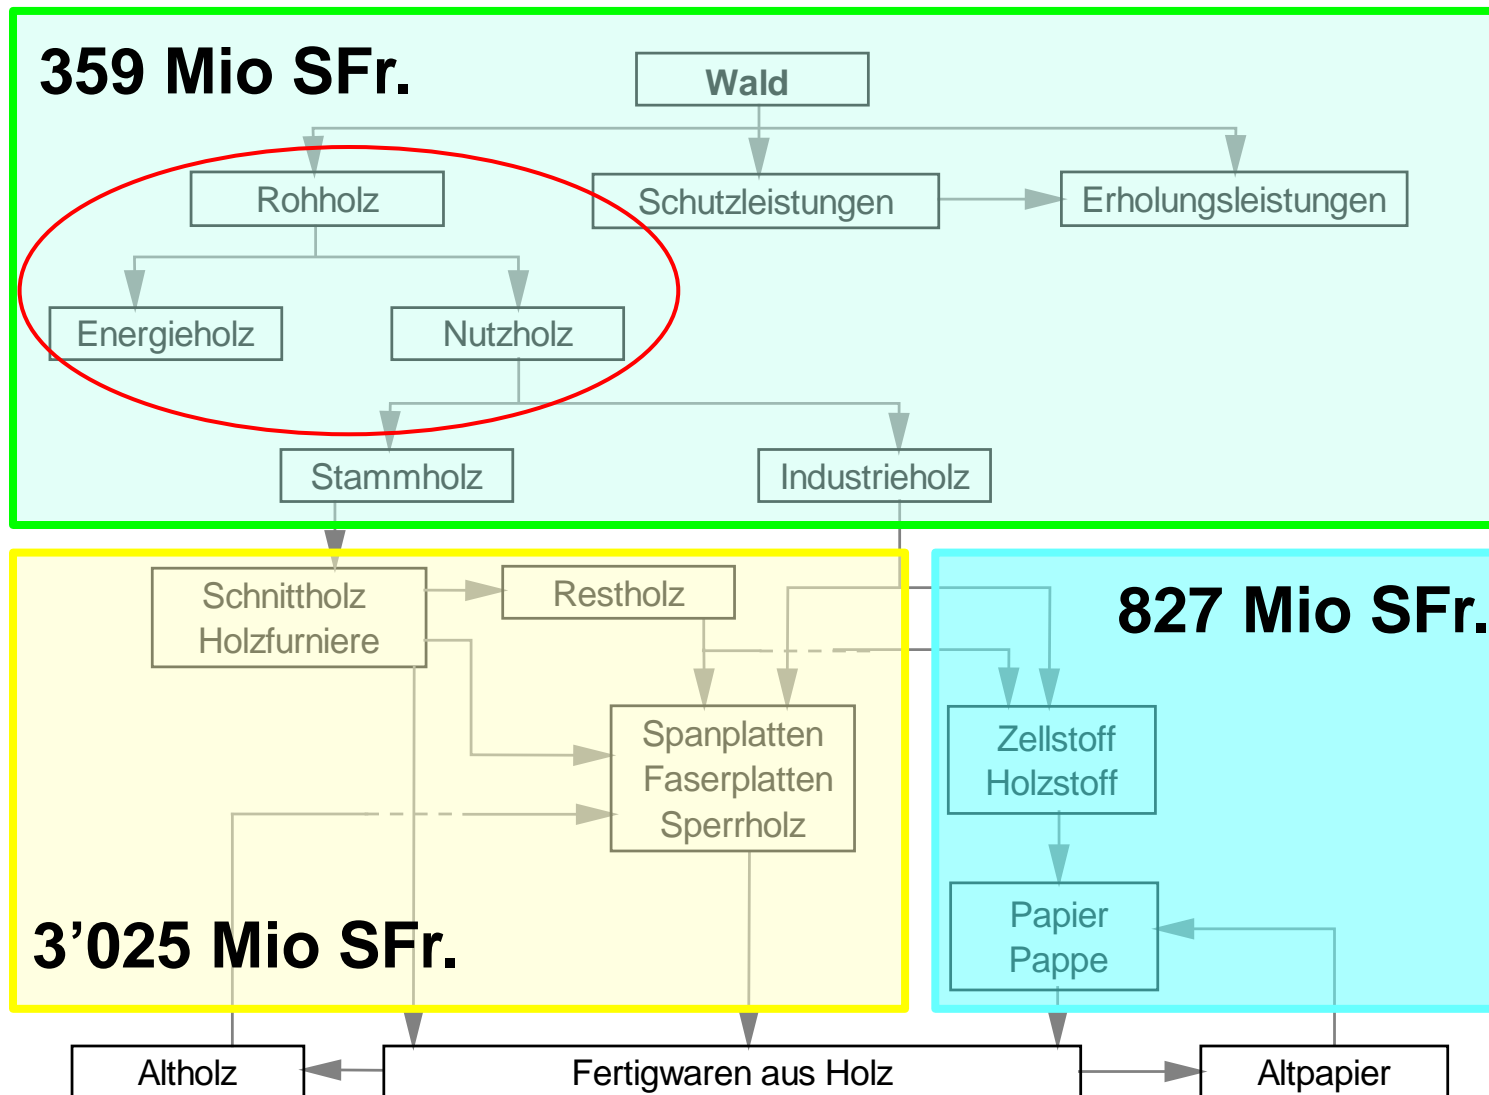 359 Mio SFr.
Wald
Rohholz
Schutzleistungen
Erholungsleistungen
Energieholz
Nutzholz
Stammholz
Industrieholz
Schnittholz
Holzfurniere
Restholz
827 Mio SFr.
Spanplatten
Faserplatten
Sperrholz
Zellstoff
Holzstoff
3’025 Mio SFr.
Papier
Pappe
Altholz
Fertigwaren aus Holz
Altpapier